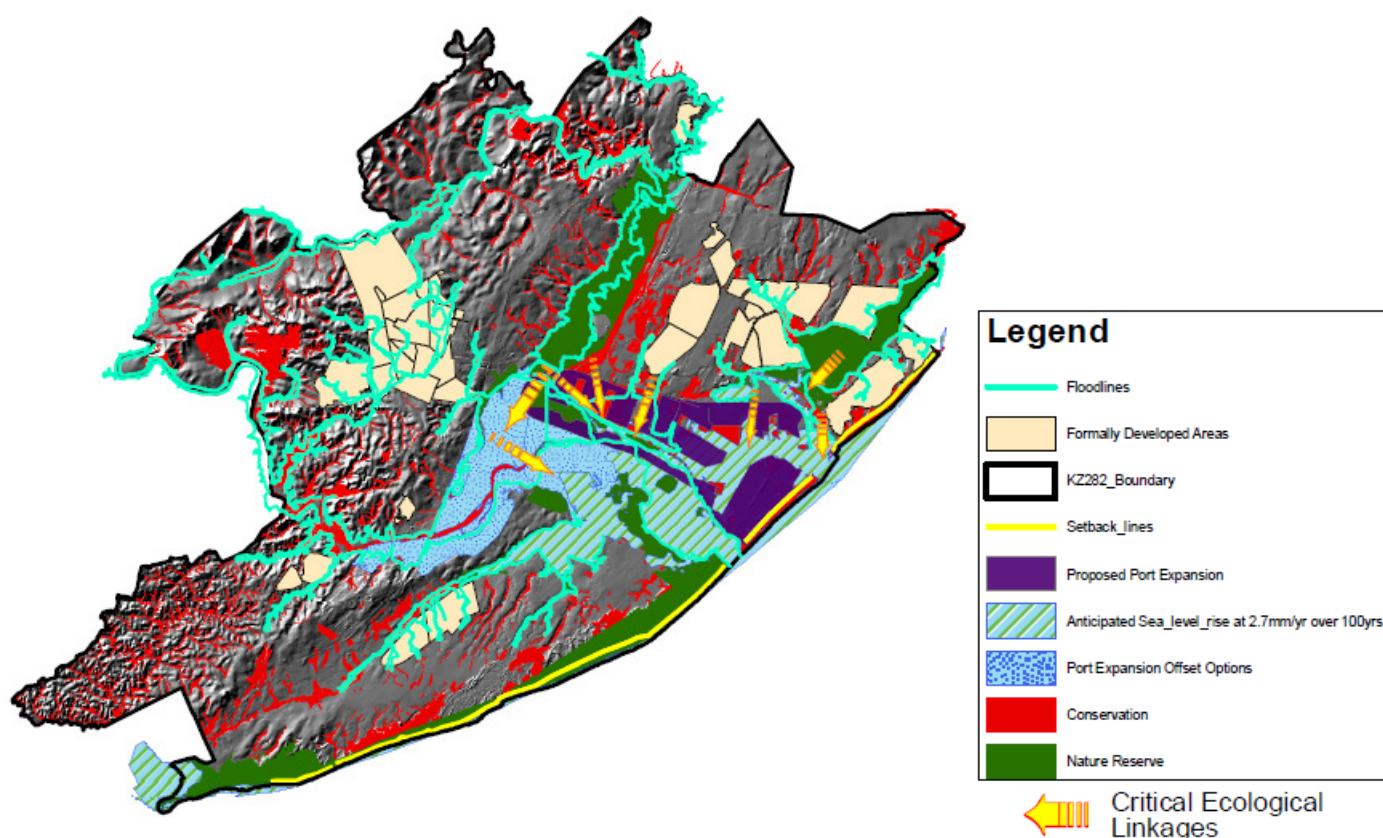 Legend
Floodlines
Formally Developed Areas
KZ282_Boundary
Setback_lines
Proposed Port Expansion
Anticipated Sea_level_rise at 2.7mm/yr over 100yrs
Port Expansion Offset Options
Conservation
Nature Reserve
Critical Ecological
Linkages